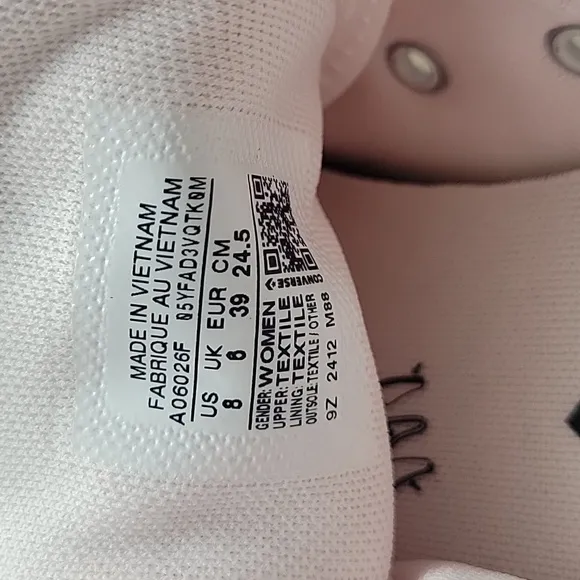 MADE IN VIETNAM
FABRIQUE AU VIETNAM
A06026F 05YFAD3VQTK0M
US UK EUR CM
8 6 39 24.5
CONVERSE
GENDER: WOMEN
UPPER: TEXTILE
LINING: TEXTILE
OUTSOLE: TEXTILE / OTHER
9Z 2412 M88